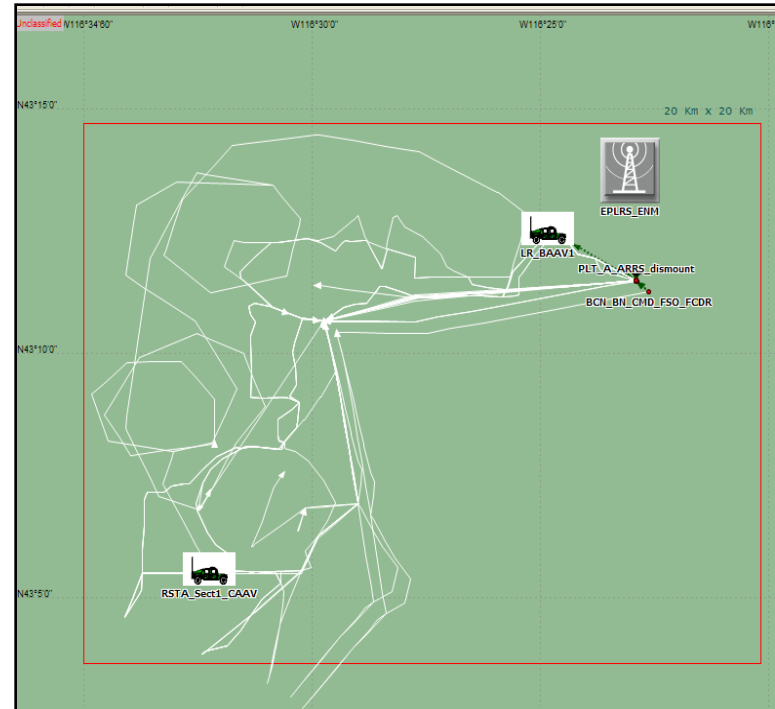 Unclassified W116°34'60" W116°30'0" W116°25'0" W116°
N43°15'0"
20 Km x 20 Km
EPLRS_ENM
LR_BAAV1
PLT_A_ARRS_dismount
BCN_BN_CMD_FSO_FCDR
N43°10'0"
RSTA_Sect1_CAAV
N43°5'0"